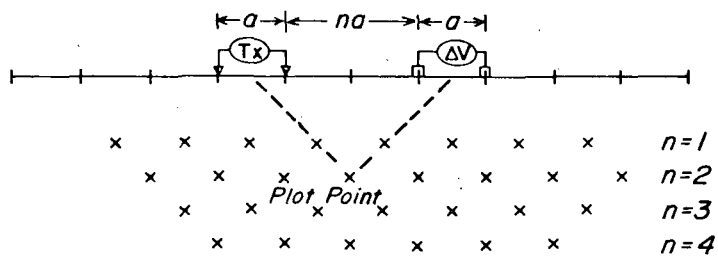 a na a
Tx ΔV
n=1
n=2
Plot Point
n=3
n=4